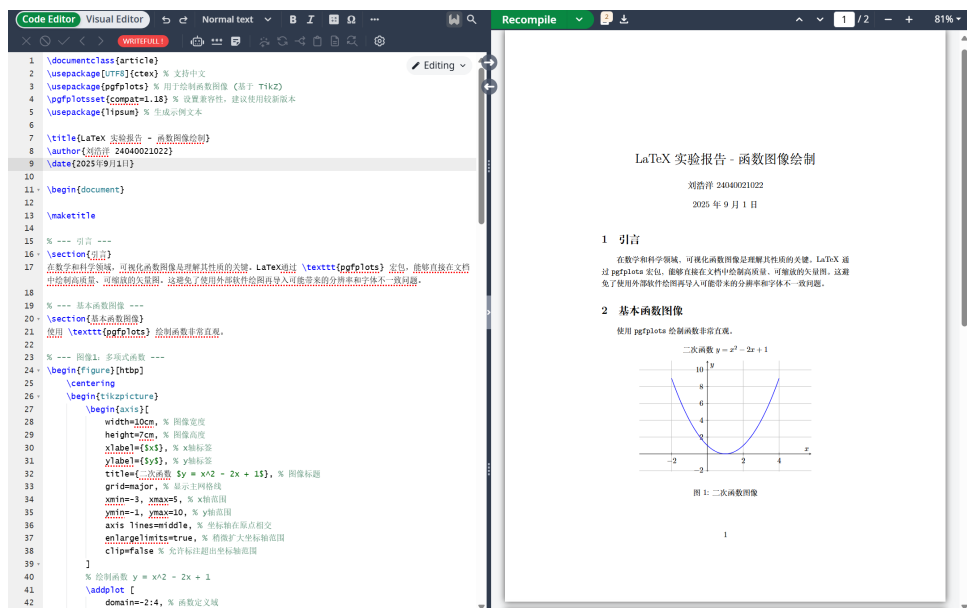 Code Editor Visual Editor Normal text B I Ω ... Recompile 2 1 /2 − + 81%
WRITEFULL !
Editing
1 \documentclass{article}
2 \usepackage[UTF8]{ctex} % 支持中文
3 \usepackage{pgfplots} % 用于绘制函数图像 (基于 TikZ)
4 \pgfplotsset{compat=1.18} % 设置兼容性，建议使用较新版本
5 \usepackage{lipsum} % 生成示例文本
6
7 \title{LaTeX 实验报告 - 函数图像绘制}
8 \author{刘浩洋 24040021022}
9 \date{2025年9月1日}
10
11 \begin{document}
12
13 \maketitle
14
15 % --- 引言 ---
16 \section{引言}
17 在数学和科学领域，可视化函数图像是理解其性质的关键。LaTeX通过 \texttt{pgfplots} 宏包，能够直接在文档
中绘制高质量、可缩放的矢量图。这避免了使用外部软件绘图再导入可能带来的分辨率和字体不一致问题。
18
19 % --- 基本函数图像 ---
20 \section{基本函数图像}
21 使用 \texttt{pgfplots} 绘制函数非常直观。
22
23 % --- 图像1: 多项式函数 ---
24 \begin{figure}[htbp]
25 \centering
26 \begin{tikzpicture}
27 \begin{axis}[
28 width=10cm, % 图像宽度
29 height=7cm, % 图像高度
30 xlabel={$x$}, % x轴标签
31 ylabel={$y$}, % y轴标签
32 title={二次函数 $y = x^2 - 2x + 1$}, % 图像标题
33 grid=major, % 显示主网格线
34 xmin=-3, xmax=5, % x轴范围
35 ymin=-1, ymax=10, % y轴范围
36 axis lines=middle, % 坐标轴在原点相交
37 enlargelimits=true, % 稍微扩大坐标轴范围
38 clip=false % 允许标注超出坐标轴范围
39 ]
40 % 绘制函数 y = x^2 - 2x + 1
41 \addplot [
42 domain=-2:4, % 函数定义域
LaTeX 实验报告 - 函数图像绘制
刘浩洋 24040021022
2025 年 9 月 1 日
1 引言
在数学和科学领域，可视化函数图像是理解其性质的关键。LaTeX 通
过 pgfplots 宏包，能够直接在文档中绘制高质量、可缩放的矢量图。这避
免了使用外部软件绘图再导入可能带来的分辨率和字体不一致问题。
2 基本函数图像
使用 pgfplots 绘制函数非常直观。
二次函数 y = x² − 2x + 1
y
10
8
6
4
2
x
−2 2 4
−2
图 1: 二次函数图像
1